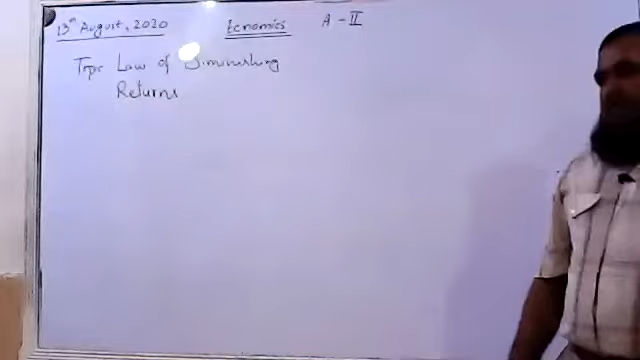 13th August, 2020 Economics A - II
Topic Law of Diminishing
Returns